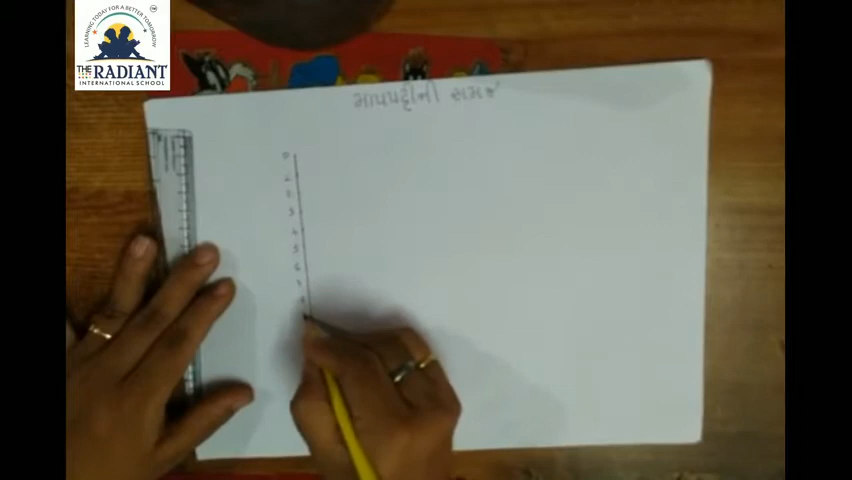 LEARNING TODAY FOR A BETTER TOMORROW
TM
THE RADIANT
INTERNATIONAL SCHOOL
માપપટ્ટીની સમજ
0
1
2
3
4
5
6
7